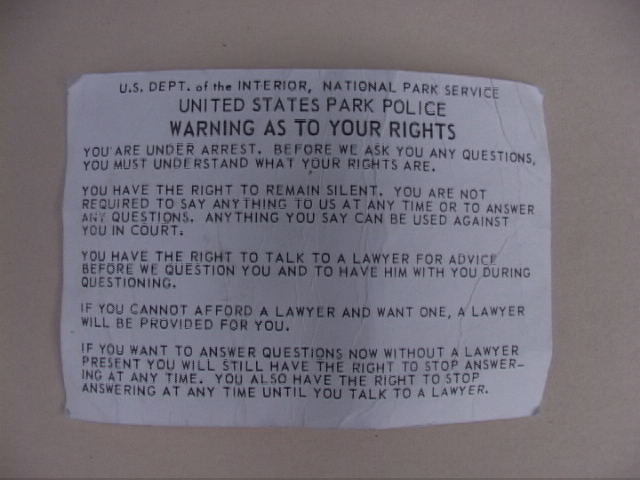 U.S. DEPT. of the INTERIOR, NATIONAL PARK SERVICE
UNITED STATES PARK POLICE
WARNING AS TO YOUR RIGHTS
YOU ARE UNDER ARREST. BEFORE WE ASK YOU ANY QUESTIONS,
YOU MUST UNDERSTAND WHAT YOUR RIGHTS ARE.
YOU HAVE THE RIGHT TO REMAIN SILENT. YOU ARE NOT
REQUIRED TO SAY ANYTHING TO US AT ANY TIME OR TO ANSWER
ANY QUESTIONS. ANYTHING YOU SAY CAN BE USED AGAINST
YOU IN COURT.
YOU HAVE THE RIGHT TO TALK TO A LAWYER FOR ADVICE
BEFORE WE QUESTION YOU AND TO HAVE HIM WITH YOU DURING
QUESTIONING.
IF YOU CANNOT AFFORD A LAWYER AND WANT ONE, A LAWYER
WILL BE PROVIDED FOR YOU.
IF YOU WANT TO ANSWER QUESTIONS NOW WITHOUT A LAWYER
PRESENT YOU WILL STILL HAVE THE RIGHT TO STOP ANSWER-
ING AT ANY TIME. YOU ALSO HAVE THE RIGHT TO STOP
ANSWERING AT ANY TIME UNTIL YOU TALK TO A LAWYER.